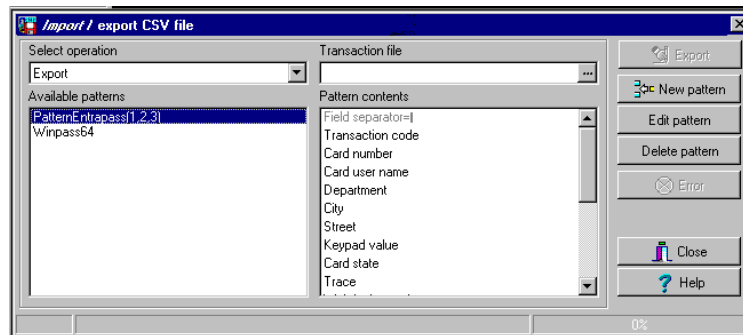 Import / export CSV file
Select operation
Transaction file
Export
...
Available patterns
Pattern contents
PatternEntrapass(1,2,3)
Winpass64
Field separator=|
Transaction code
Card number
Card user name
Department
City
Street
Keypad value
Card state
Trace
Export
New pattern
Edit pattern
Delete pattern
Error
Close
Help
0%